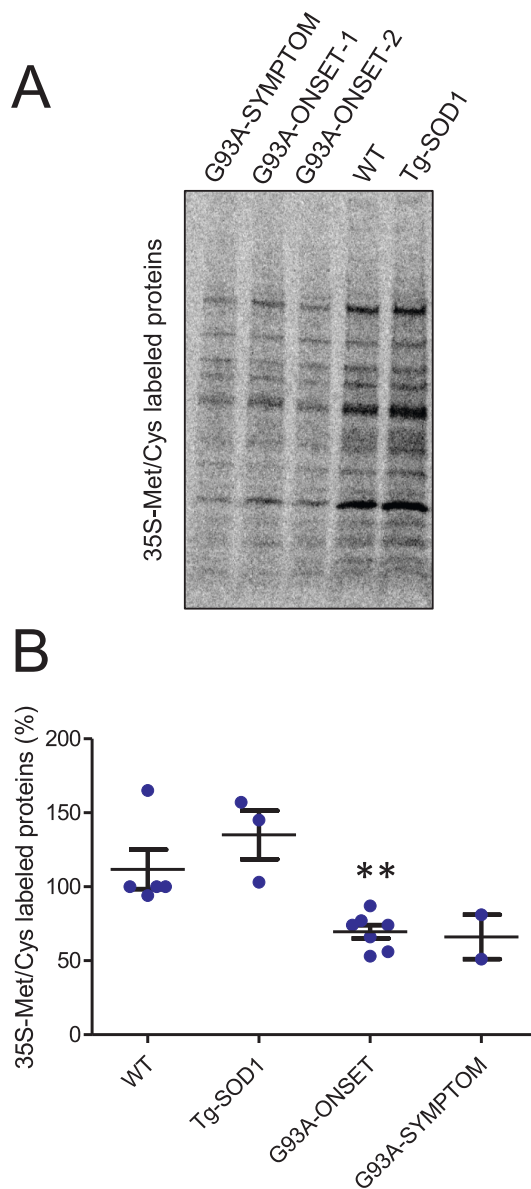 A
G93A-SYMPTOM
G93A-ONSET-1
G93A-ONSET-2
WT
Tg-SOD1
35S-Met/Cys labeled proteins
B
35S-Met/Cys labeled proteins (%)
200
150
100
50
0
**
WT
Tg-SOD1
G93A-ONSET
G93A-SYMPTOM